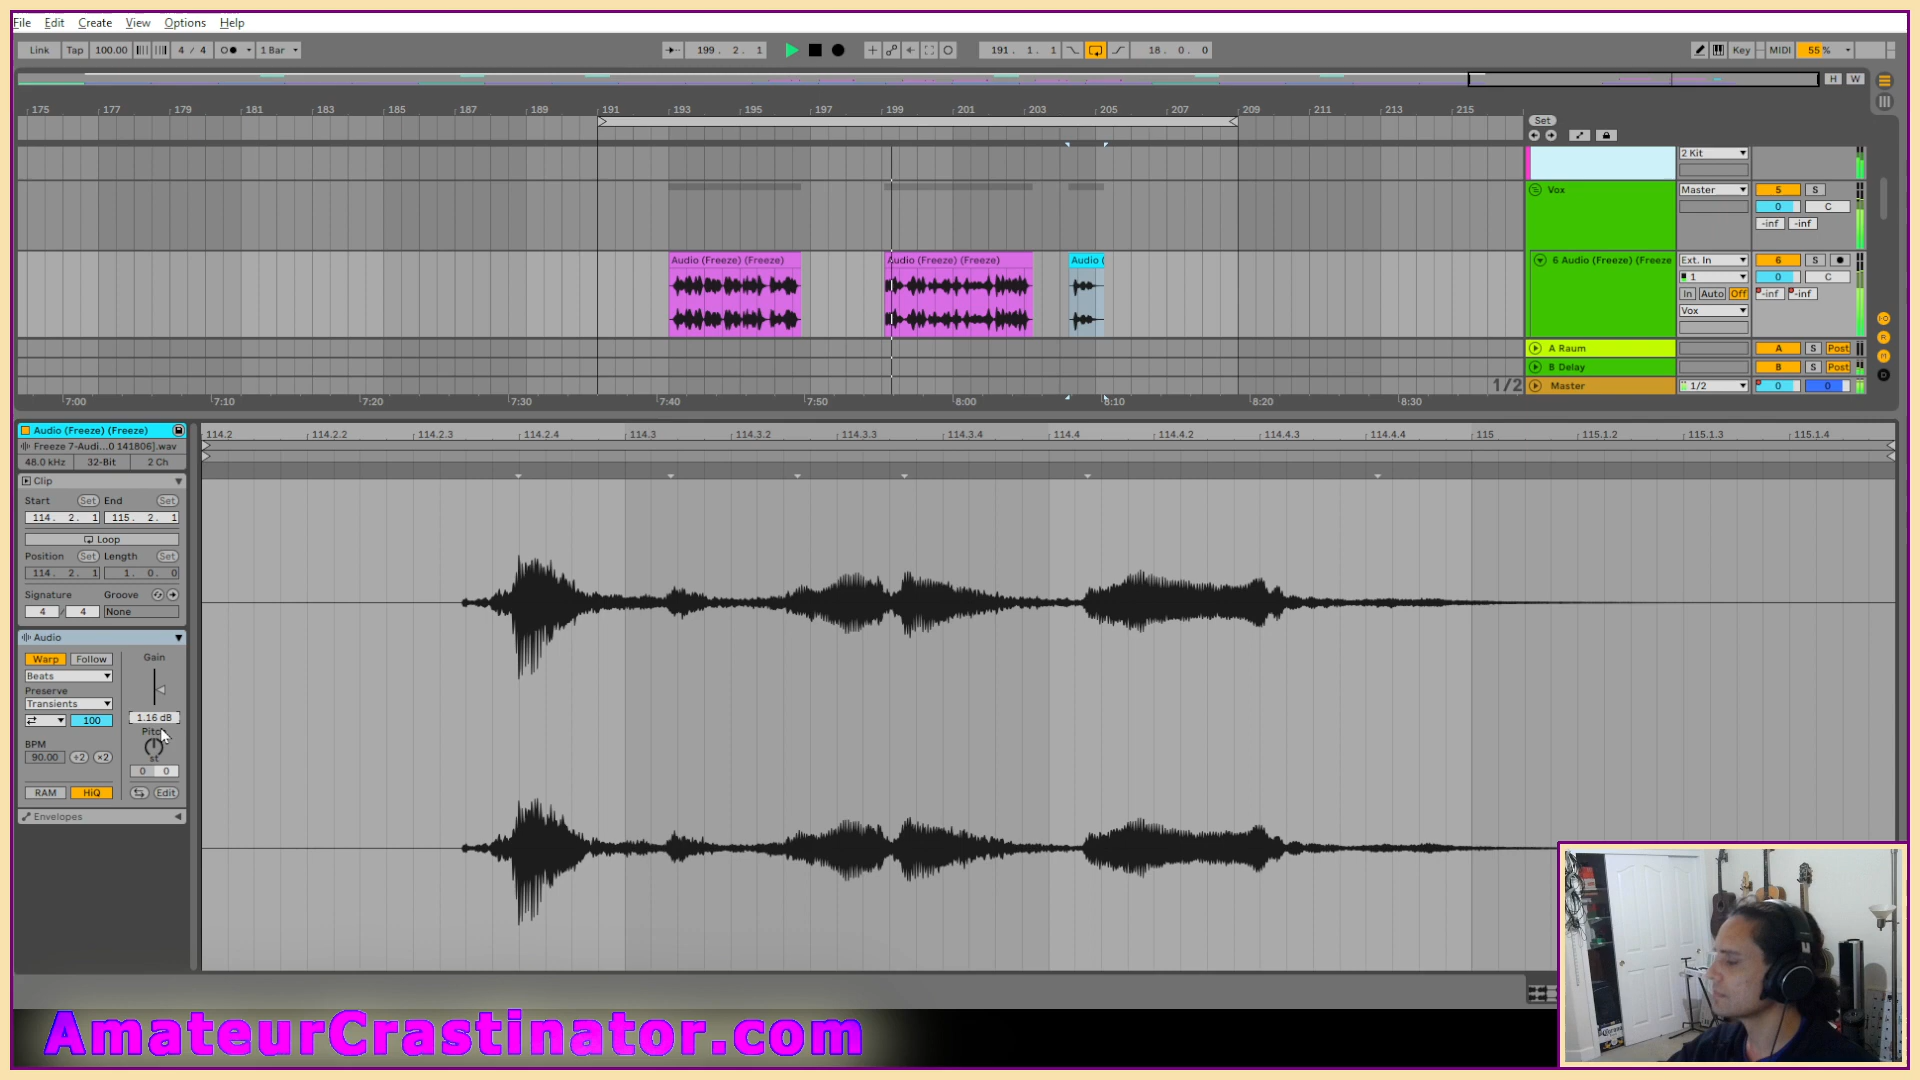 File Edit Create View Options Help
Link Tap 100.00 4 / 4 1 Bar 199. 2. 1 191. 1. 1 18. 0. 0 Key MIDI 55 %
H W
175 177 179 181 183 185 187 189 191 193 195 197 199 201 203 205 207 209 211 213 215
Set
2 Kit
Vox Master 5 S
0 C
-inf -inf
Audio (Freeze) (Freeze) Audio (Freeze) (Freeze) Audio ( 6 Audio (Freeze) (Freeze Ext. In 6 S
1 0 C
In Auto Off -inf -inf
Vox
A Raum A S Post
B Delay B S Post
1/2 Master 1/2 0 0
7:00 7:10 7:20 7:30 7:40 7:50 8:00 8:10 8:20 8:30
Audio (Freeze) (Freeze) 114.2 114.2.2 114.2.3 114.2.4 114.3 114.3.2 114.3.3 114.3.4 114.4 114.4.2 114.4.3 114.4.4 115 115.1.2 115.1.3 115.1.4
Freeze 7-Audi...0 141806].wav
48.0 kHz 32-Bit 2 Ch
Clip
Start Set End Set
114. 2. 1 115. 2. 1
Loop
Position Set Length Set
114. 2. 1 1. 0. 0
Signature Groove
4 / 4 None
Audio
Warp Follow Gain
Beats
Preserve
Transients
100 1.16 dB
BPM
90.00 ÷2 ×2 st
0 0
RAM HiQ Edit
Envelopes
AmateurCrastinator.com